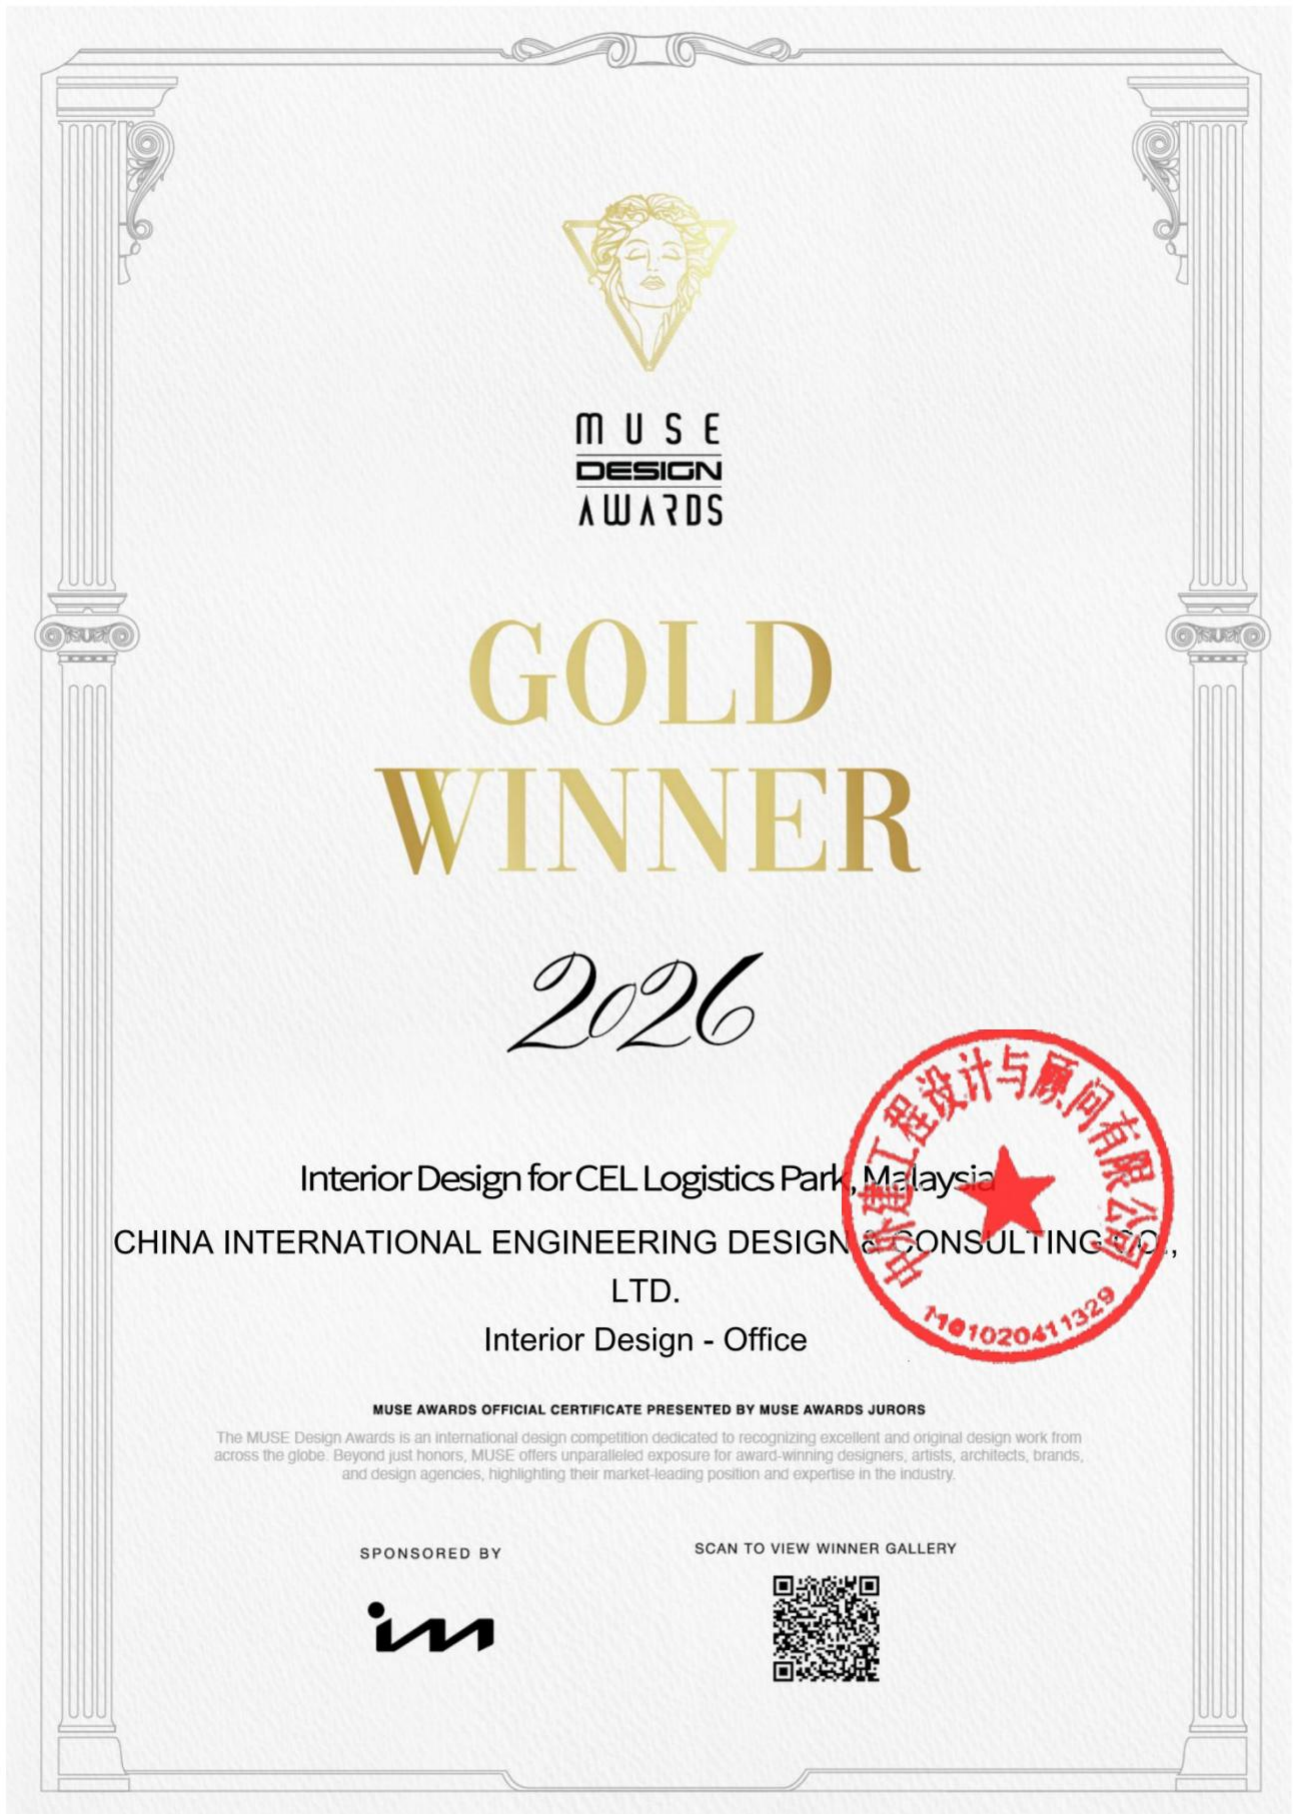 MUSE
DESIGN
AWARDS
GOLD
WINNER
2026
Interior Design for CEL Logistics Park, Malaysia
CHINA INTERNATIONAL ENGINEERING DESIGN & CONSULTING CO.,
LTD.
Interior Design - Office
中外建工程设计与顾问有限公司
1101020411329
MUSE AWARDS OFFICIAL CERTIFICATE PRESENTED BY MUSE AWARDS JURORS
The MUSE Design Awards is an international design competition dedicated to recognizing excellent and original design work from
across the globe. Beyond just honors, MUSE offers unparalleled exposure for award-winning designers, artists, architects, brands,
and design agencies, highlighting their market-leading position and expertise in the industry.
SPONSORED BY
SCAN TO VIEW WINNER GALLERY
im